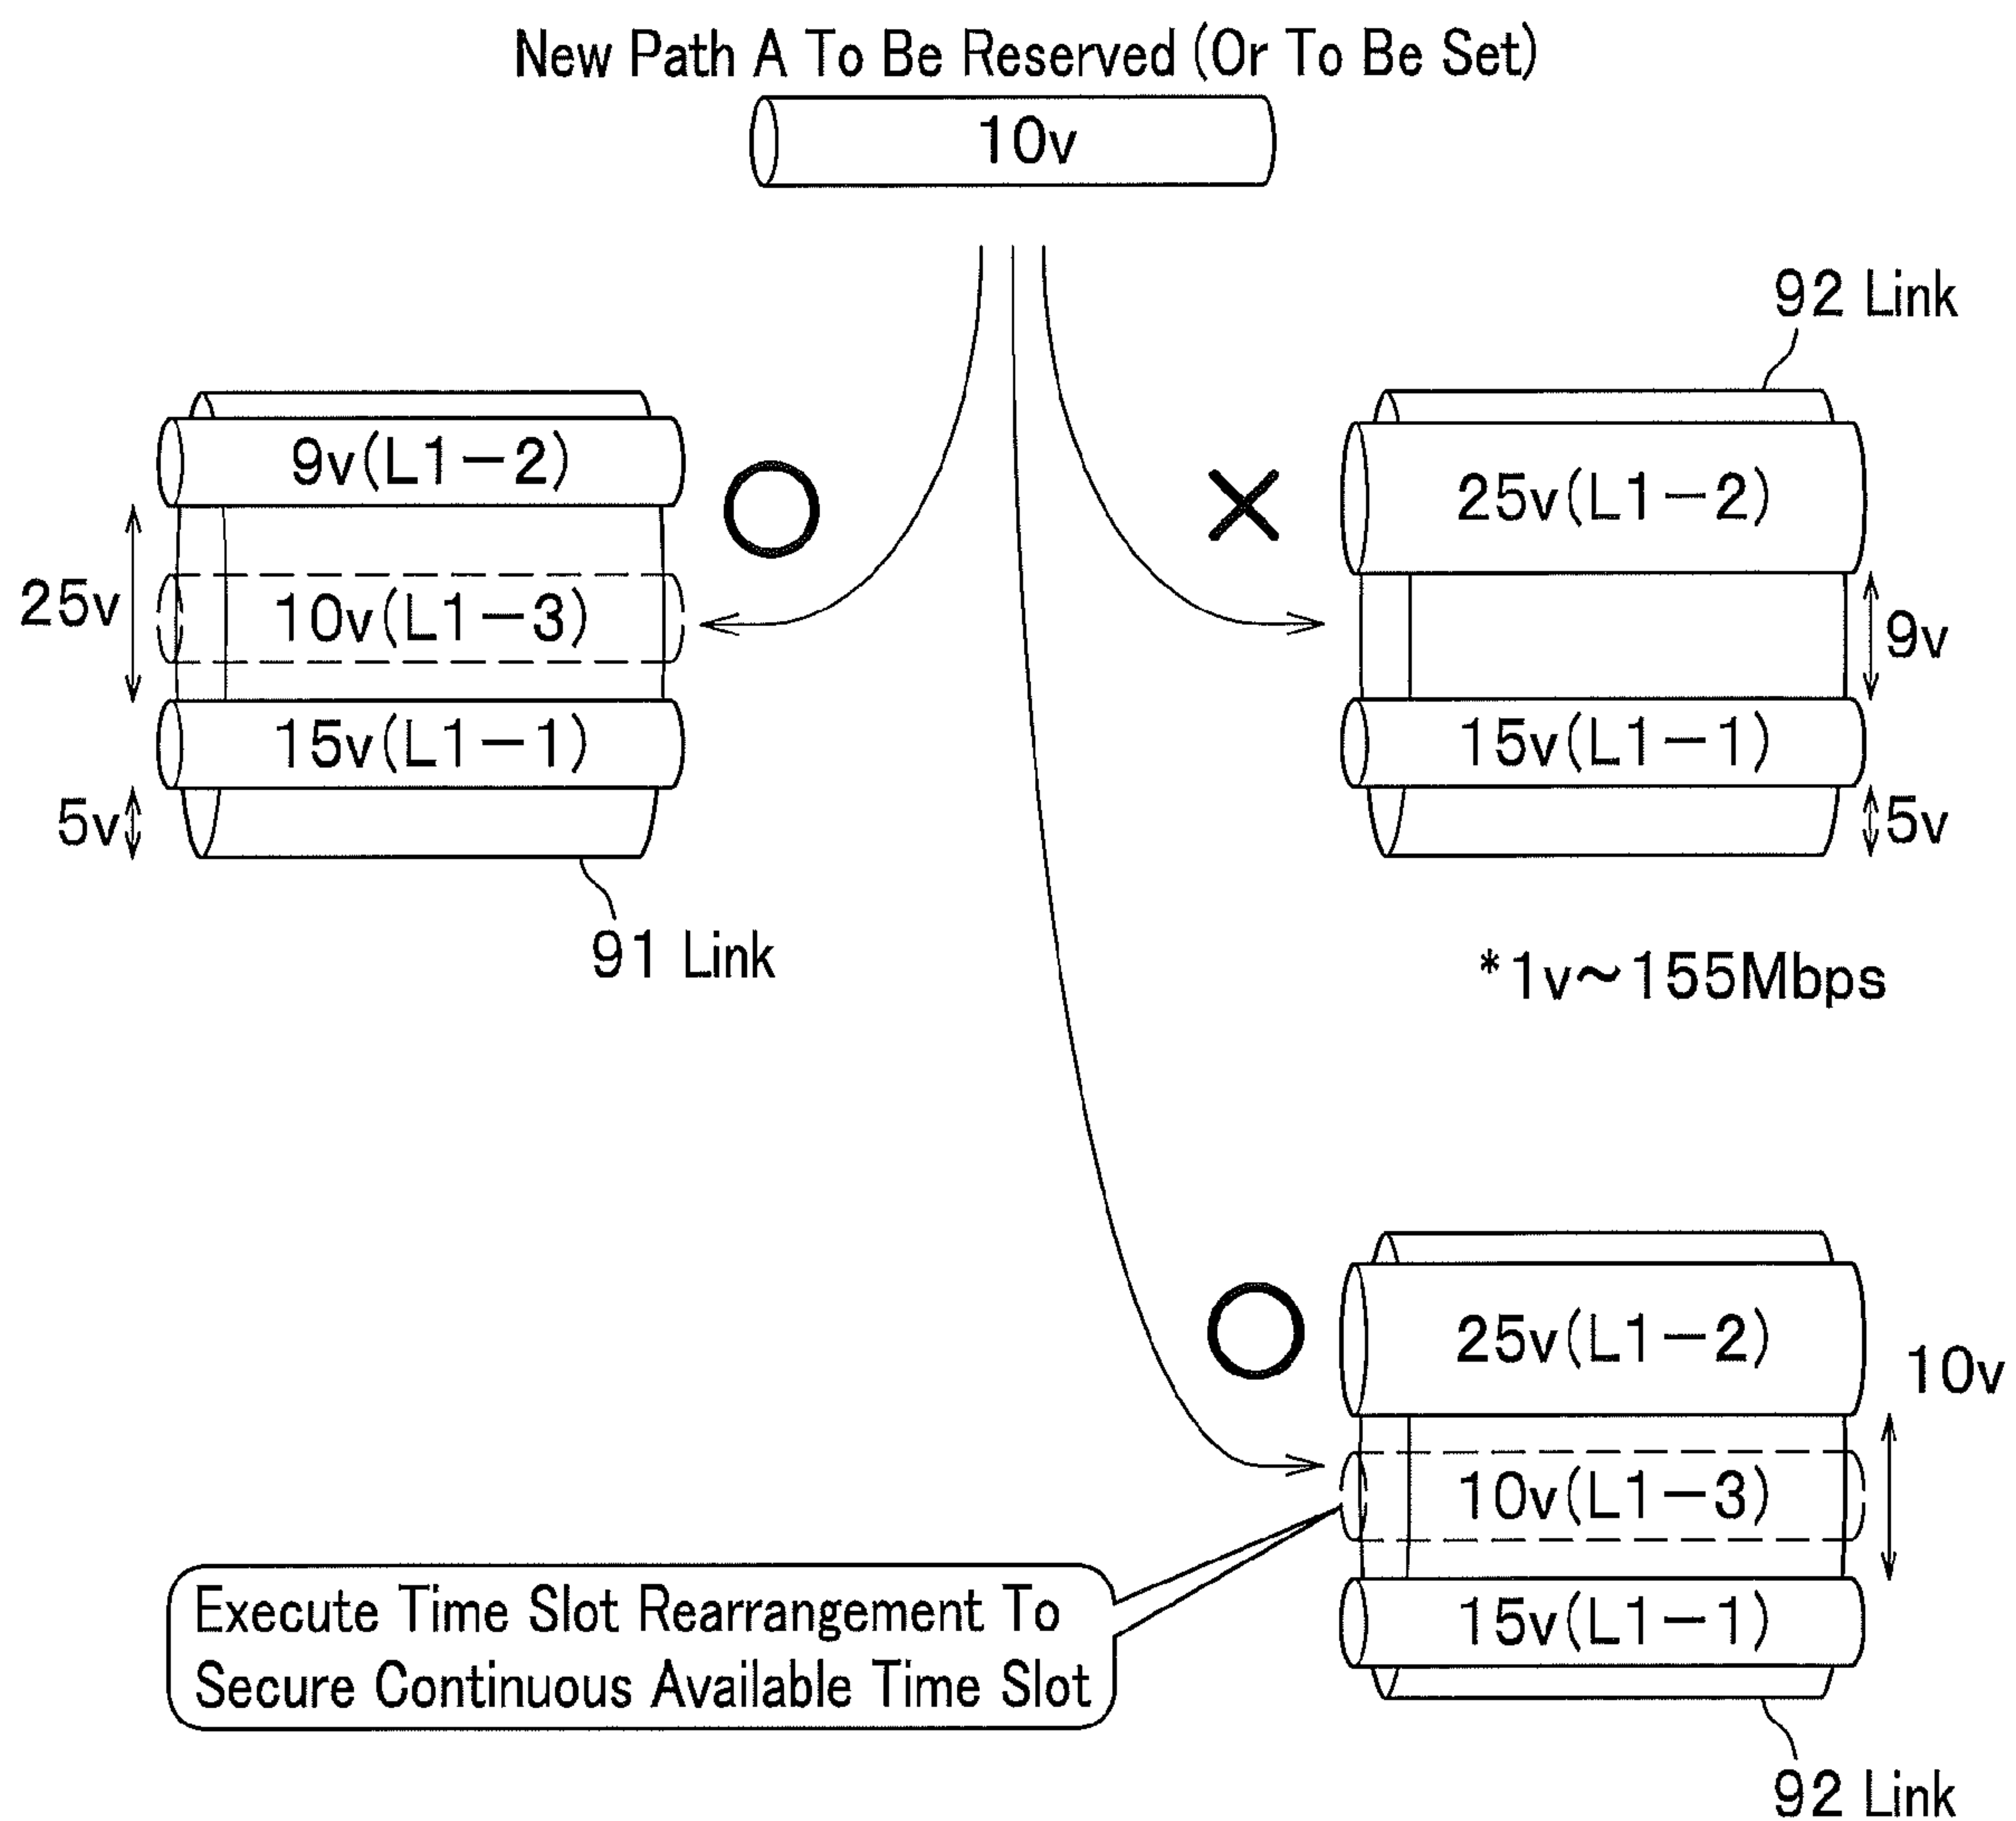 New Path A To Be Reserved (Or To Be Set)
10v
92 Link
9v(L1-2)
25v
10v(L1-3)
15v(L1-1)
5v
91 Link
25v(L1-2)
9v
15v(L1-1)
5v
*1v~155Mbps
25v(L1-2)
10v
10v(L1-3)
15v(L1-1)
92 Link
Execute Time Slot Rearrangement To
Secure Continuous Available Time Slot